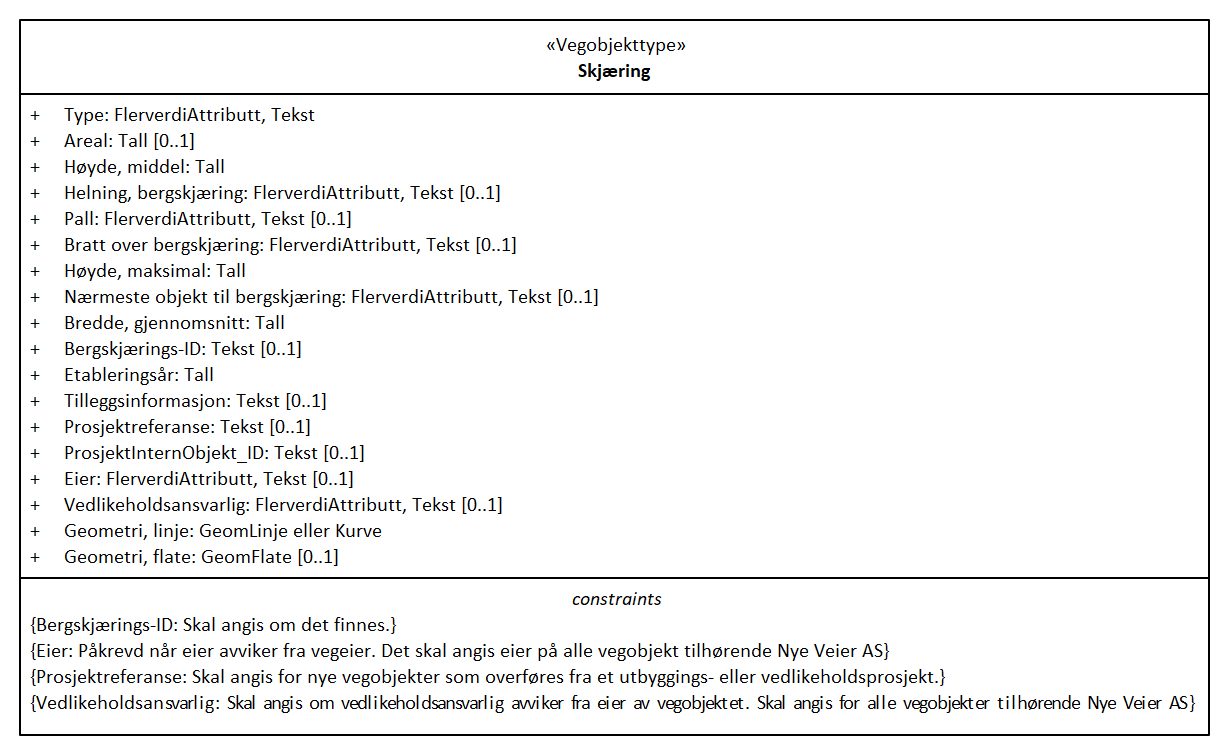 «Vegobjekttype»
Skjæring
+ Type: FlerverdiAttributt, Tekst
+ Areal: Tall [0..1]
+ Høyde, middel: Tall
+ Helning, bergskjæring: FlerverdiAttributt, Tekst [0..1]
+ Pall: FlerverdiAttributt, Tekst [0..1]
+ Bratt over bergskjæring: FlerverdiAttributt, Tekst [0..1]
+ Høyde, maksimal: Tall
+ Nærmeste objekt til bergskjæring: FlerverdiAttributt, Tekst [0..1]
+ Bredde, gjennomsnitt: Tall
+ Bergskjærings-ID: Tekst [0..1]
+ Etableringsår: Tall
+ Tilleggsinformasjon: Tekst [0..1]
+ Prosjektreferanse: Tekst [0..1]
+ ProsjektInternObjekt_ID: Tekst [0..1]
+ Eier: FlerverdiAttributt, Tekst [0..1]
+ Vedlikeholdsansvarlig: FlerverdiAttributt, Tekst [0..1]
+ Geometri, linje: GeomLinje eller Kurve
+ Geometri, flate: GeomFlate [0..1]
constraints
{Bergskjærings-ID: Skal angis om det finnes.}
{Eier: Påkrevd når eier avviker fra vegeier. Det skal angis eier på alle vegobjekt tilhørende Nye Veier AS}
{Prosjektreferanse: Skal angis for nye vegobjekter som overføres fra et utbyggings- eller vedlikeholdsprosjekt.}
{Vedlikeholdsansvarlig: Skal angis om vedlikeholdsansvarlig avviker fra eier av vegobjektet. Skal angis for alle vegobjekter tilhørende Nye Veier AS}